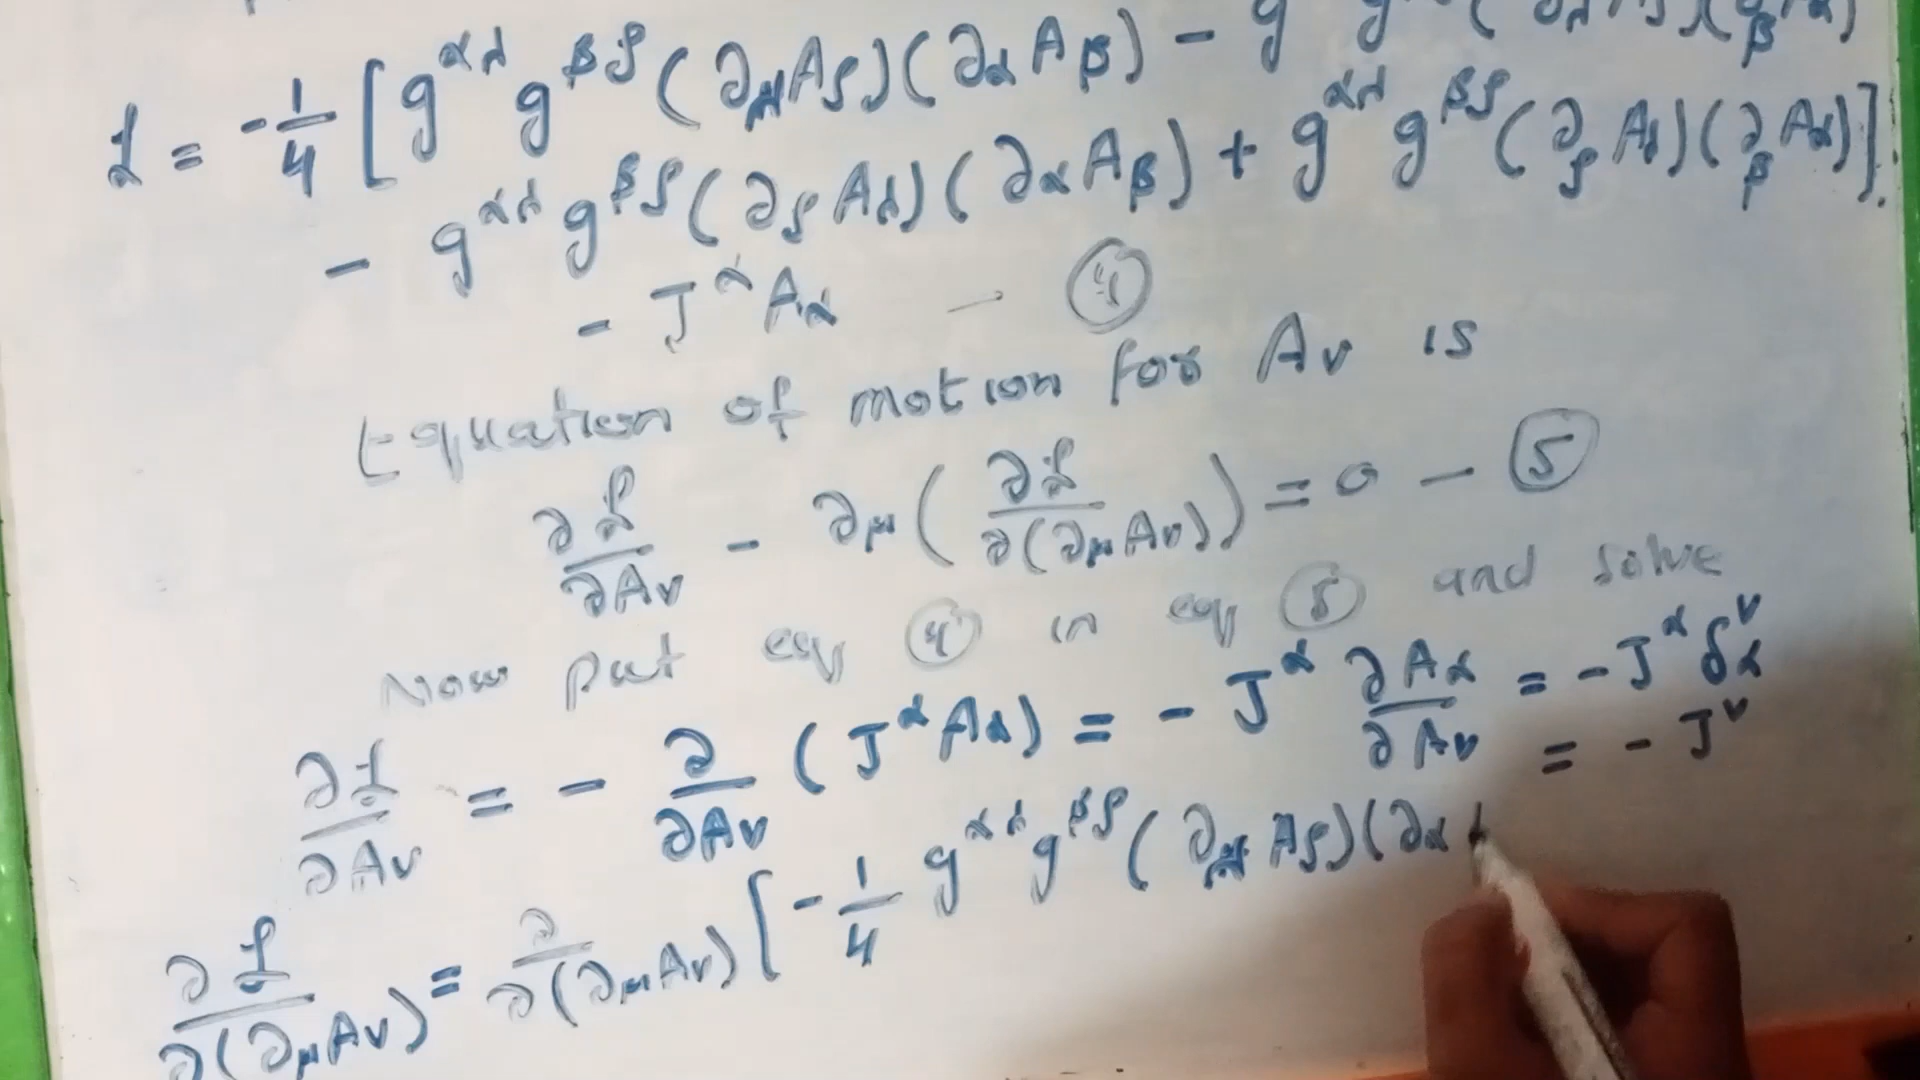 ℒ = -1/4 [g^{αλ} g^{βρ} (∂_λ A_ρ)(∂_α A_β) -
- g^{αλ} g^{βρ} (∂_ρ A_λ)(∂_α A_β) + g^{αλ} g^{βρ} (∂_ρ A_λ)(∂_β A_α)].
- J^α A_α — ④
Equation of motion for A_ν is
∂ℒ/∂A_ν - ∂_μ (∂ℒ/∂(∂_μ A_ν)) = 0 — ⑤
Now put eq ④ in eq ⑤ and solve
∂ℒ/∂A_ν = - ∂/∂A_ν (J^α A_α) = - J^α ∂A_α/∂A_ν = - J^α δ^ν_α
= - J^ν
∂ℒ/∂(∂_μ A_ν) = ∂/∂(∂_μ A_ν) [-1/4 g^{αλ} g^{βρ} (∂_λ A_ρ)(∂_α